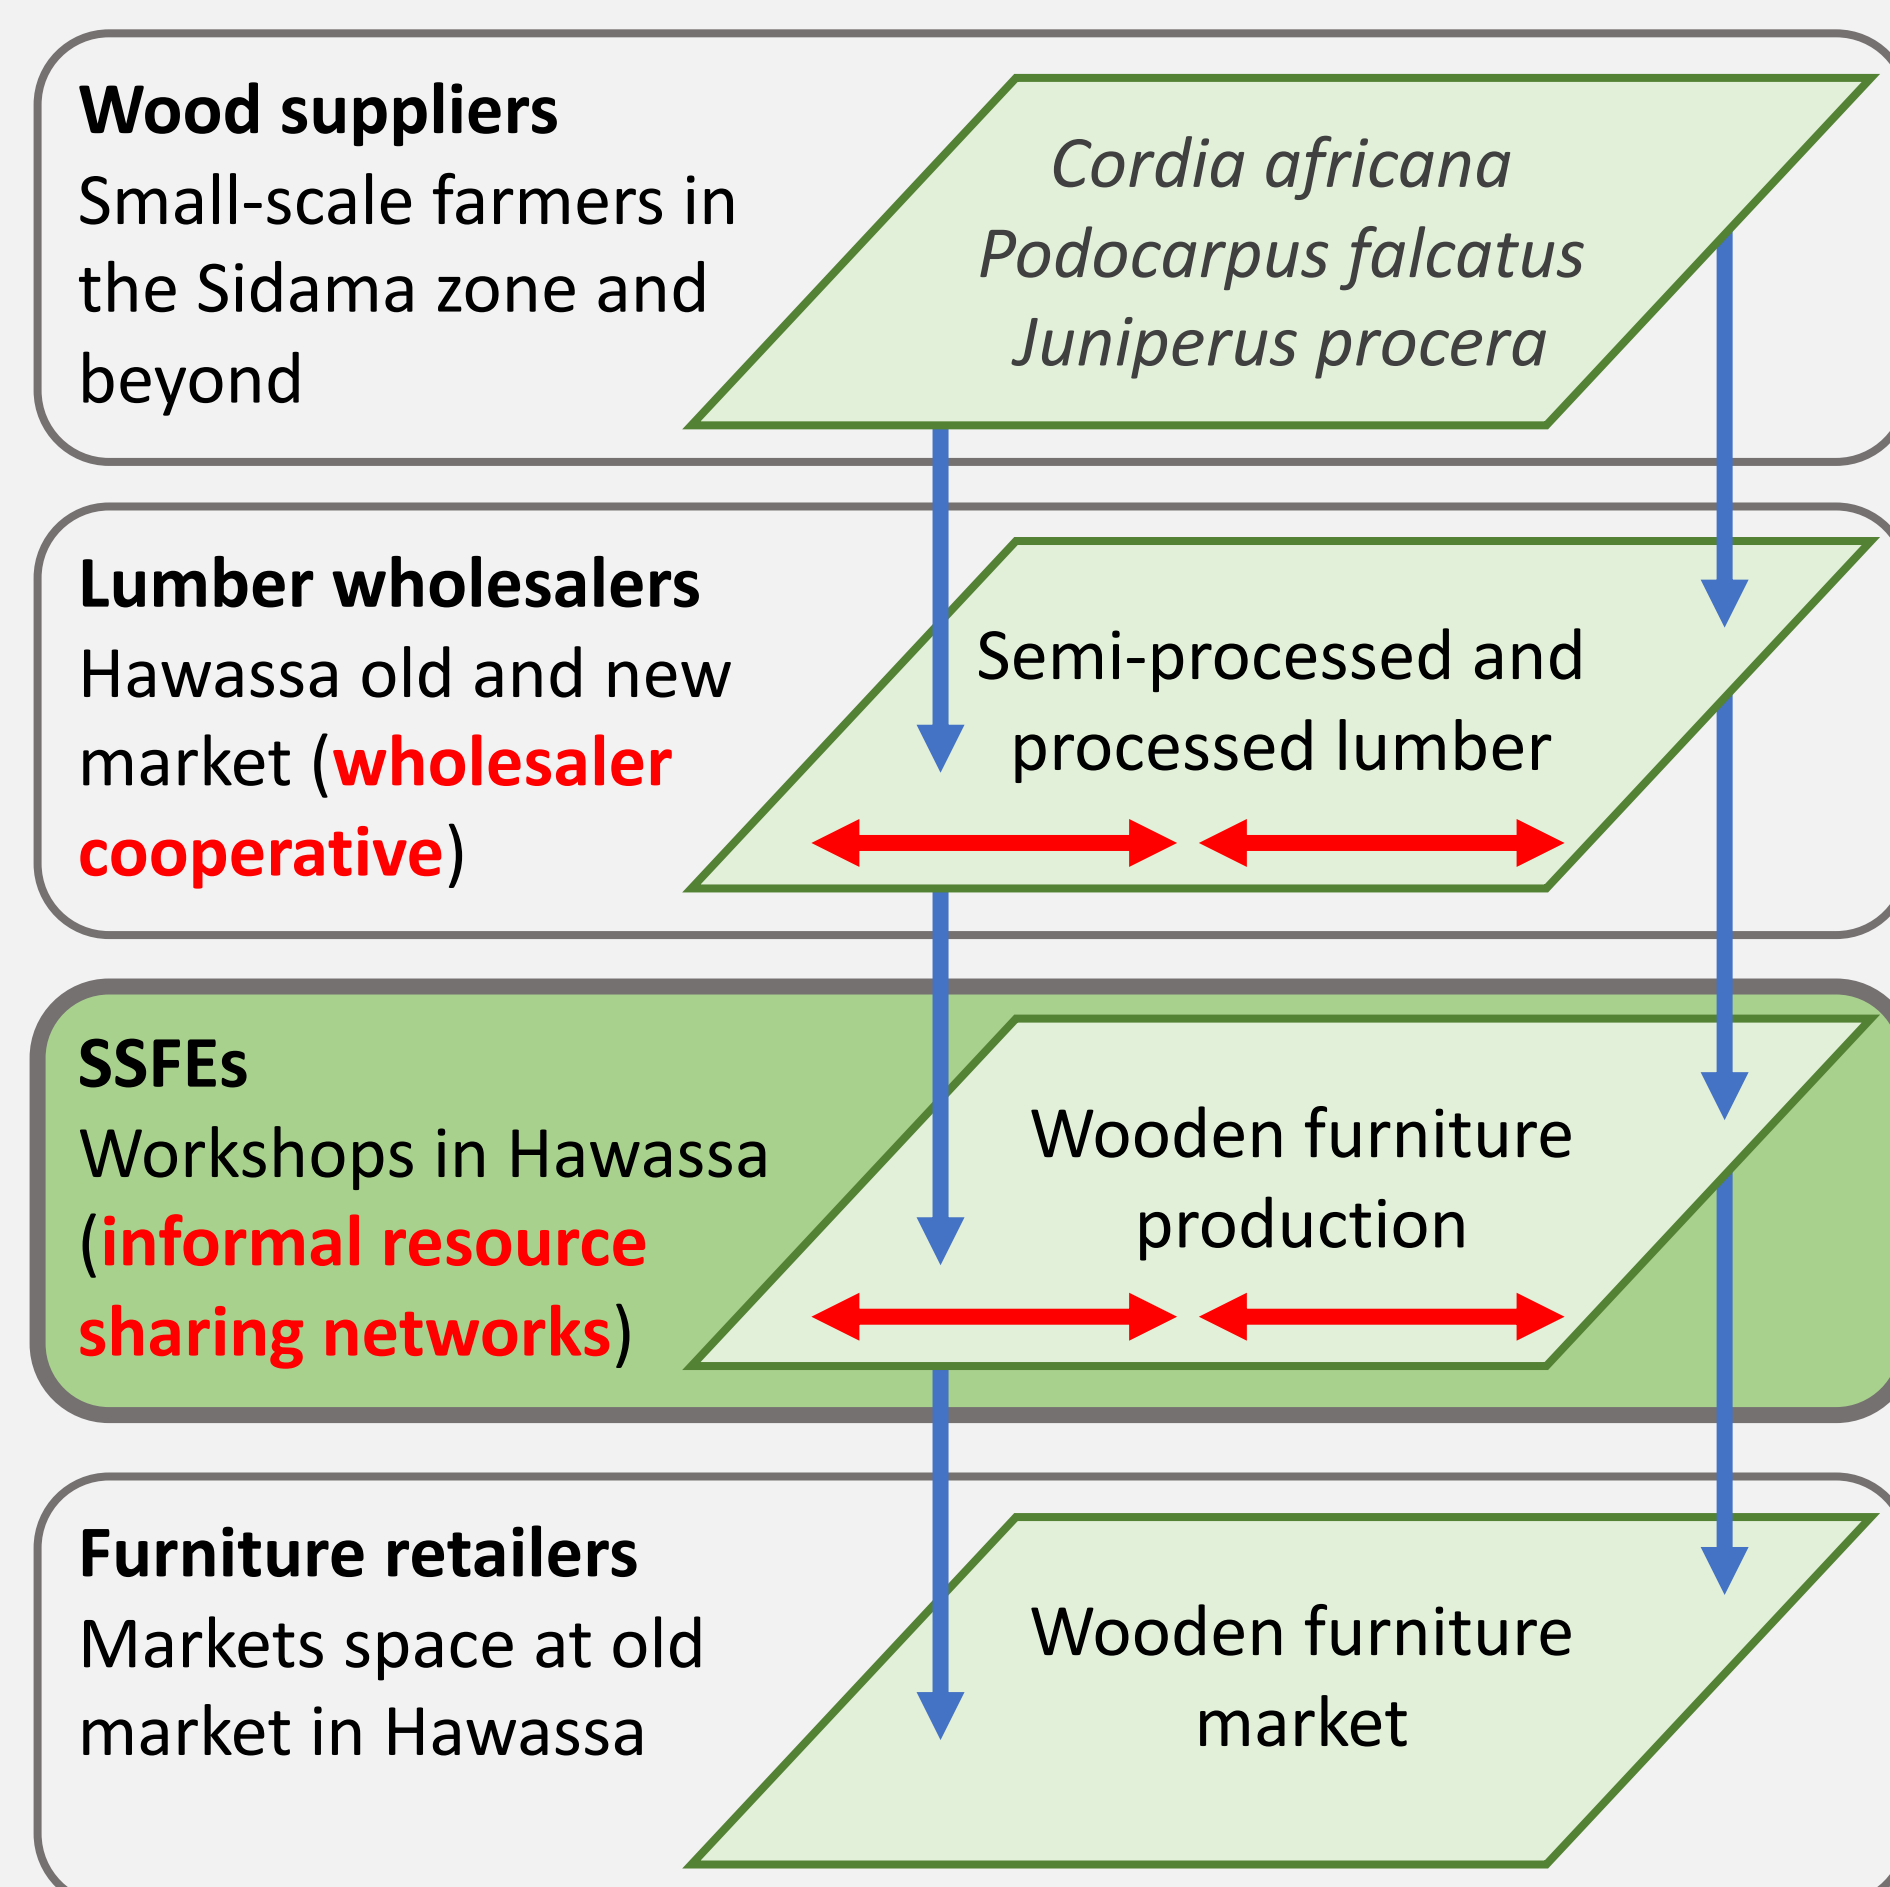 Wood suppliers
Small-scale farmers in
the Sidama zone and
beyond
Cordia africana
Podocarpus falcatus
Juniperus procera
Lumber wholesalers
Hawassa old and new
market (wholesaler
cooperative)
Semi-processed and
processed lumber
SSFEs
Workshops in Hawassa
(informal resource
sharing networks)
Wooden furniture
production
Furniture retailers
Markets space at old
market in Hawassa
Wooden furniture
market